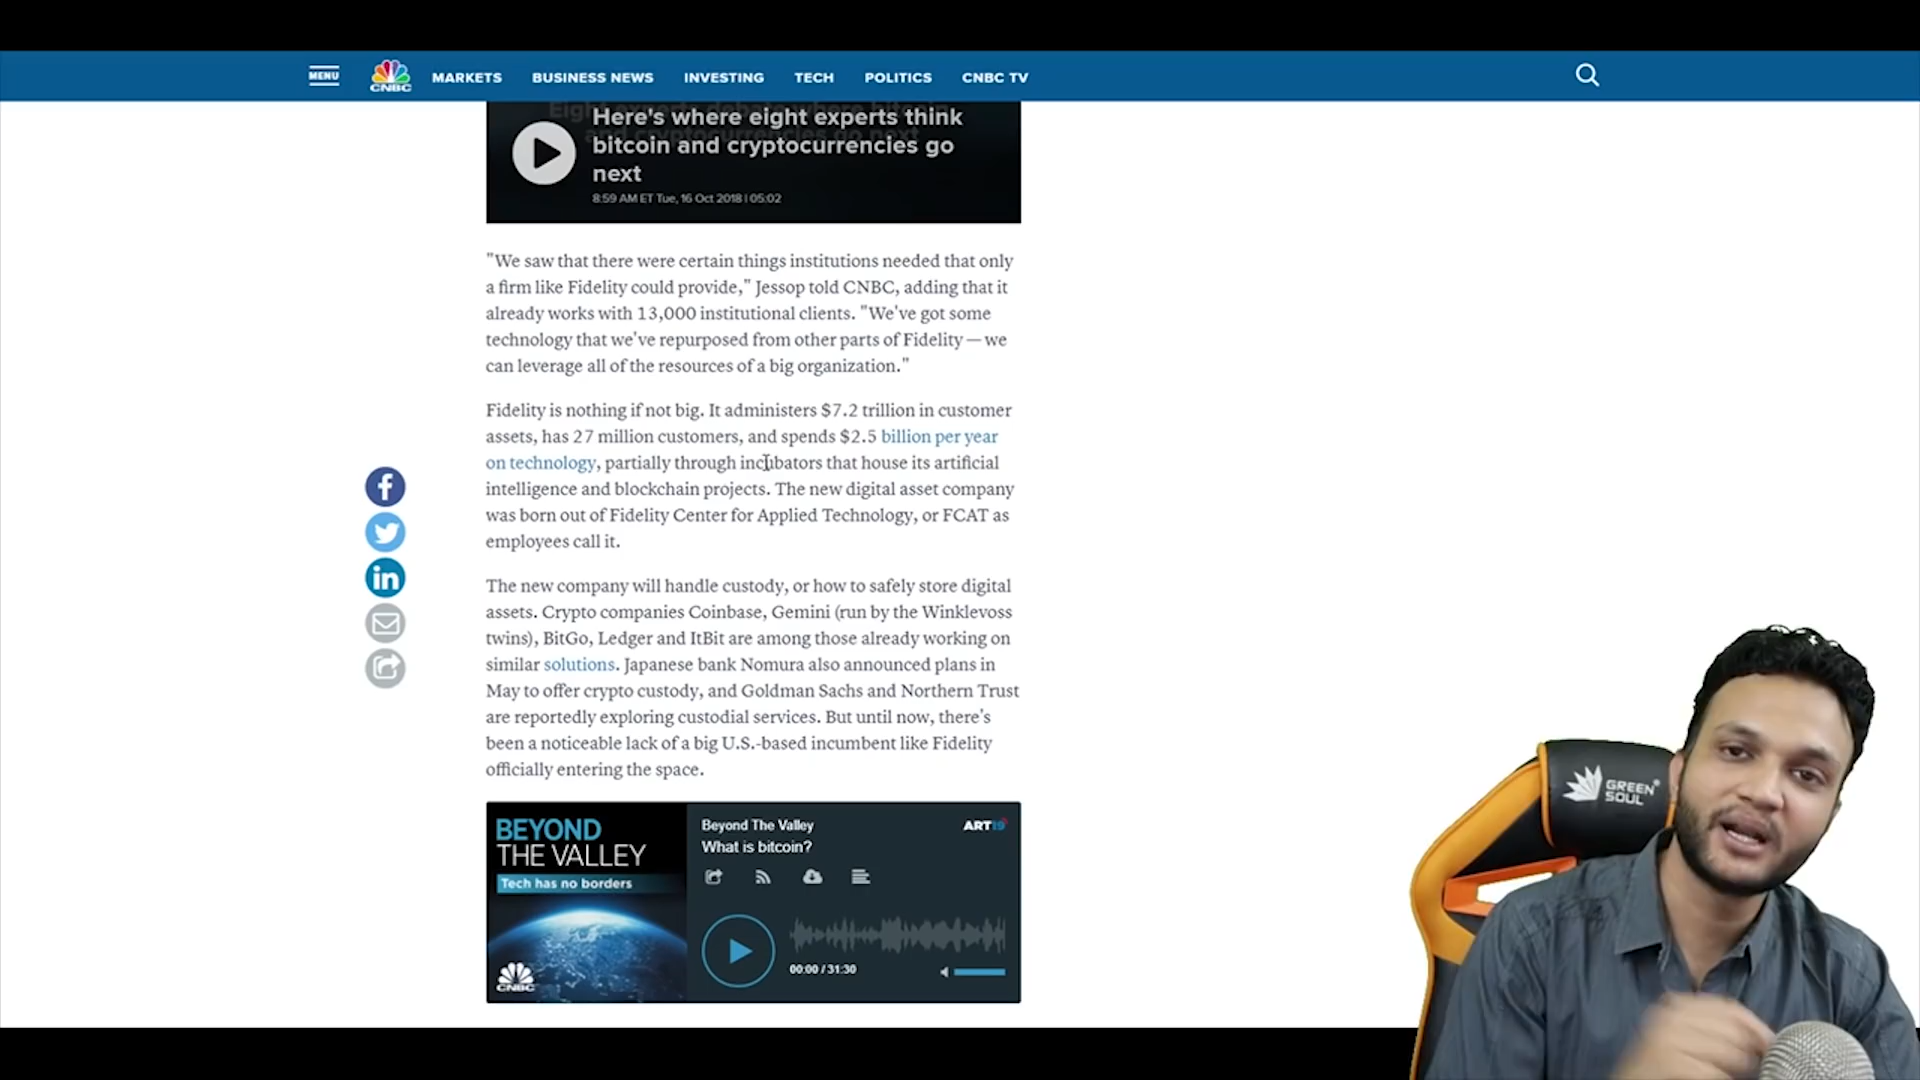 MENU
CNBC
MARKETS
BUSINESS NEWS
INVESTING
TECH
POLITICS
CNBC TV
Here's where eight experts think
bitcoin and cryptocurrencies go
next
8:59 AM ET Tue, 16 Oct 2018 | 05:02
"We saw that there were certain things institutions needed that only
a firm like Fidelity could provide," Jessop told CNBC, adding that it
already works with 13,000 institutional clients. "We've got some
technology that we've repurposed from other parts of Fidelity — we
can leverage all of the resources of a big organization."
Fidelity is nothing if not big. It administers $7.2 trillion in customer
assets, has 27 million customers, and spends $2.5 billion per year
on technology, partially through incubators that house its artificial
intelligence and blockchain projects. The new digital asset company
was born out of Fidelity Center for Applied Technology, or FCAT as
employees call it.
The new company will handle custody, or how to safely store digital
assets. Crypto companies Coinbase, Gemini (run by the Winklevoss
twins), BitGo, Ledger and ItBit are among those already working on
similar solutions. Japanese bank Nomura also announced plans in
May to offer crypto custody, and Goldman Sachs and Northern Trust
are reportedly exploring custodial services. But until now, there's
been a noticeable lack of a big U.S.-based incumbent like Fidelity
officially entering the space.
BEYOND
THE VALLEY
Tech has no borders
CNBC
Beyond The Valley
ART19
What is bitcoin?
00:00 / 31:30
GREEN
SOUL